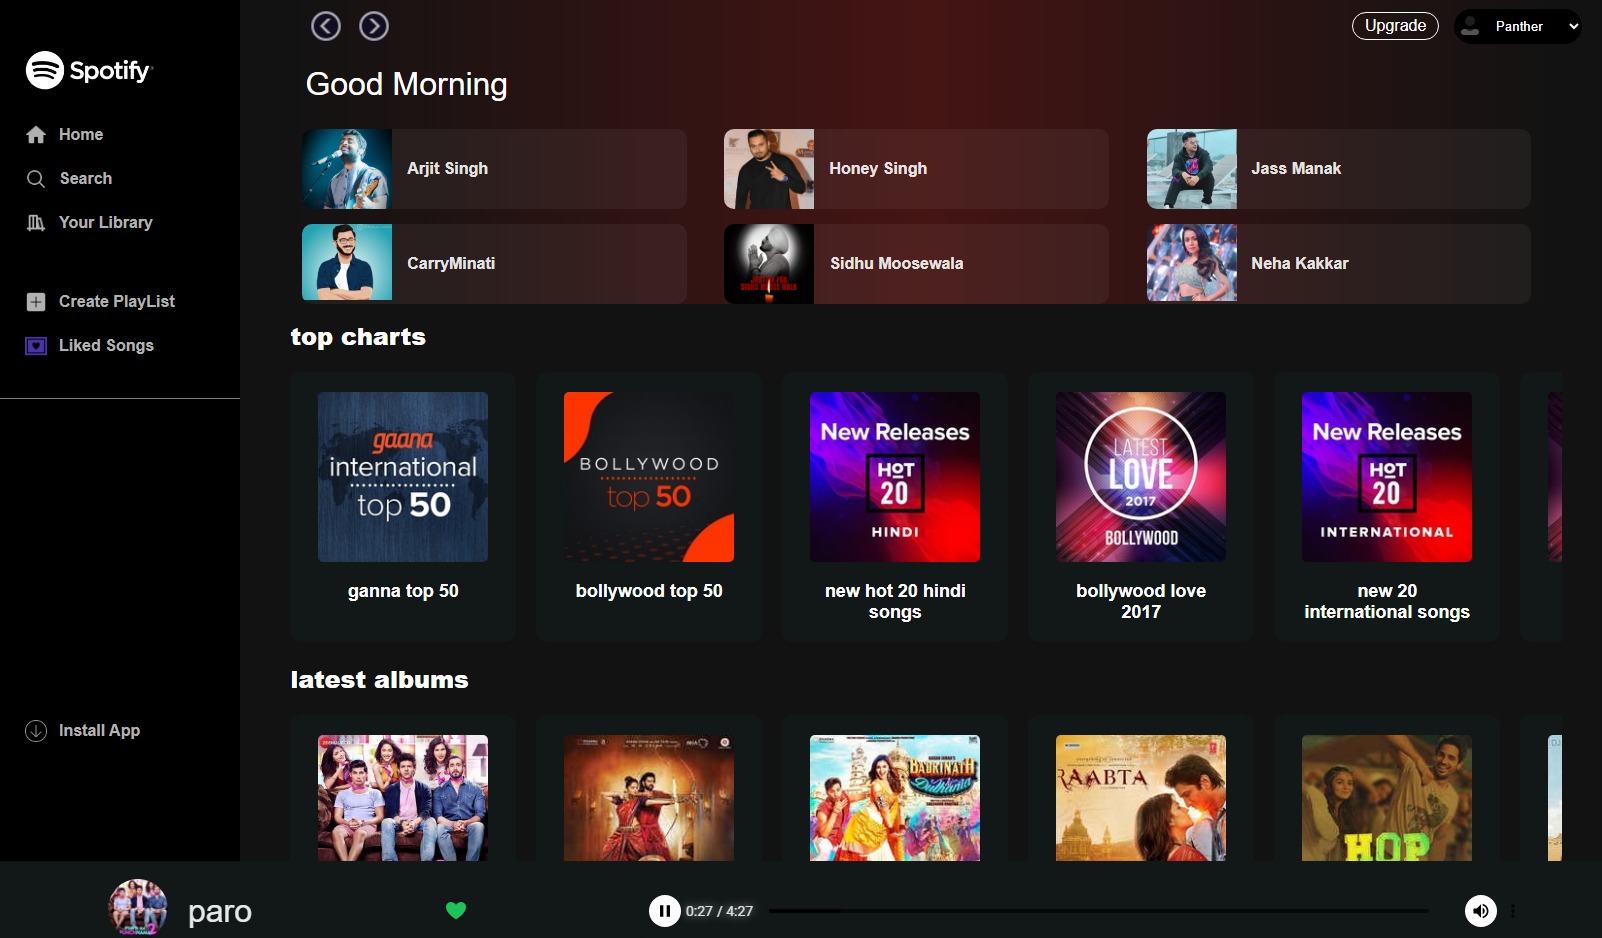 Upgrade
Panther
Spotify
Good Morning
Home
Search
Your Library
Create PlayList
Liked Songs
Install App
Arjit Singh
Honey Singh
Jass Manak
CarryMinati
Sidhu Moosewala
Neha Kakkar
top charts
gaana
international
top 50
BOLLYWOOD
top 50
New Releases
HOT
20
HINDI
LATEST
LOVE
2017
BOLLYWOOD
New Releases
HOT
20
INTERNATIONAL
ganna top 50
bollywood top 50
new hot 20 hindi
songs
bollywood love
2017
new 20
international songs
latest albums
BADRINATH
Ki
Dulhania
RAABTA
HOP
paro
0:27 / 4:27